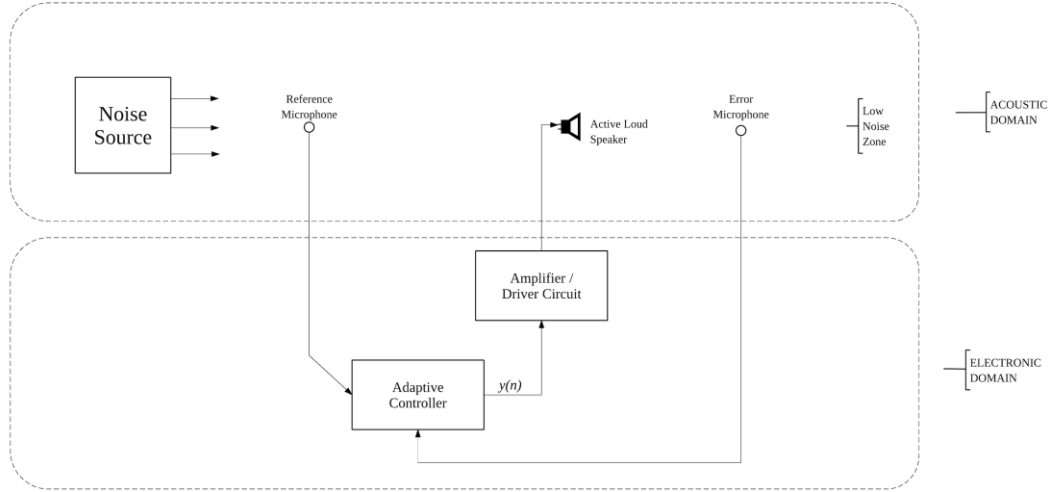 Noise
Source
Reference
Microphone
Active Loud
Speaker
Error
Microphone
Low
Noise
Zone
ACOUSTIC
DOMAIN
Amplifier /
Driver Circuit
Adaptive
Controller
y(n)
ELECTRONIC
DOMAIN